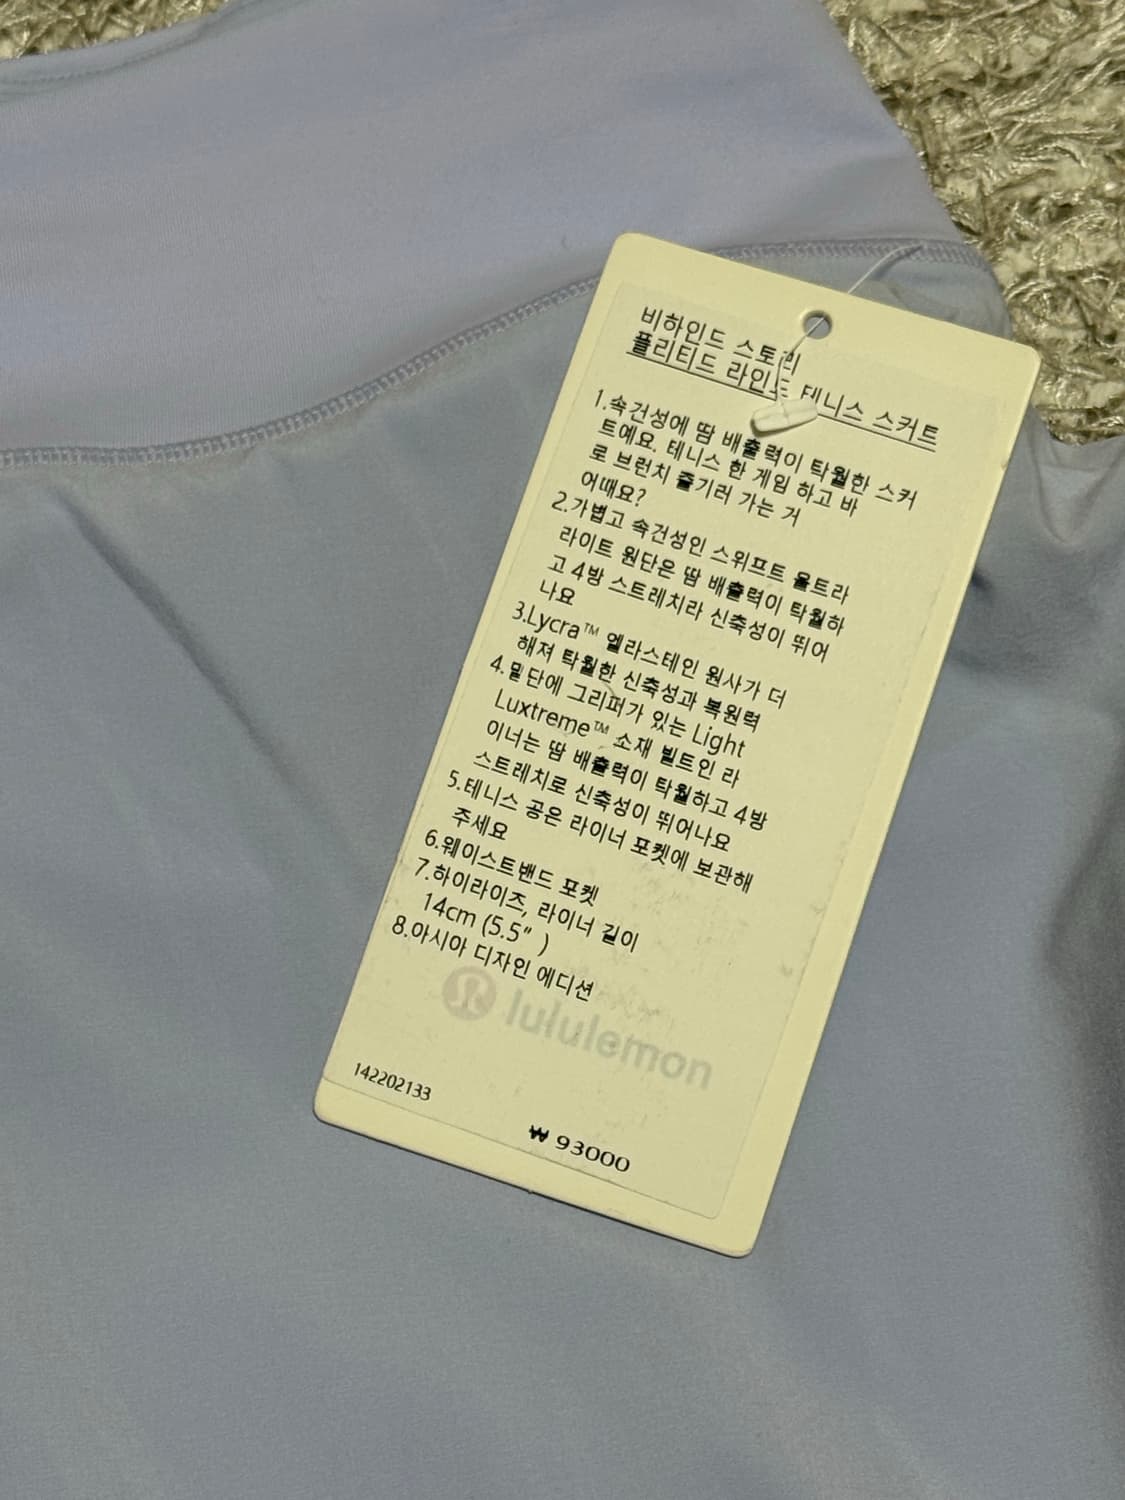 비하인드 스토리
플리티드 라인드 테니스 스커트
1.속건성에 땀 배출력이 탁월한 스커
트예요. 테니스 한 게임 하고 바
로 브런치 즐기러 가는 거
어때요?
2.가볍고 속건성인 스위프트 울트라
라이트 원단은 땀 배출력이 탁월하
고 4방 스트레치라 신축성이 뛰어
나요
3.Lycra™ 엘라스테인 원사가 더
해져 탁월한 신축성과 복원력
4.밑단에 그리퍼가 있는 Light
Luxtreme™ 소재 빌트인 라
이너는 땀 배출력이 탁월하고 4방
스트레치로 신축성이 뛰어나요
5.테니스 공은 라이너 포켓에 보관해
주세요
6.웨이스트밴드 포켓
7.하이라이즈, 라이너 길이
14cm (5.5” )
8.아시아 디자인 에디션
lululemon
142202133
₩ 93000